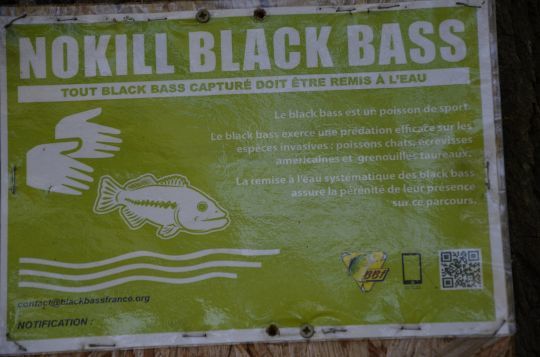 NOKILL BLACK BASS
TOUT BLACK BASS CAPTURÉ DOIT ÊTRE REMIS À L'EAU
Le black bass est un poisson de sport.
Le black bass exerce une prédation efficace sur les
espèces invasives : poissons chats, écrevisses
américaines et grenouilles taureaux.
La remise à l'eau systématique des black bass
assure la pérénité de leur présence
sur ce parcours.
BBF
contact@blackbassfrance.org
NOTIFICATION :